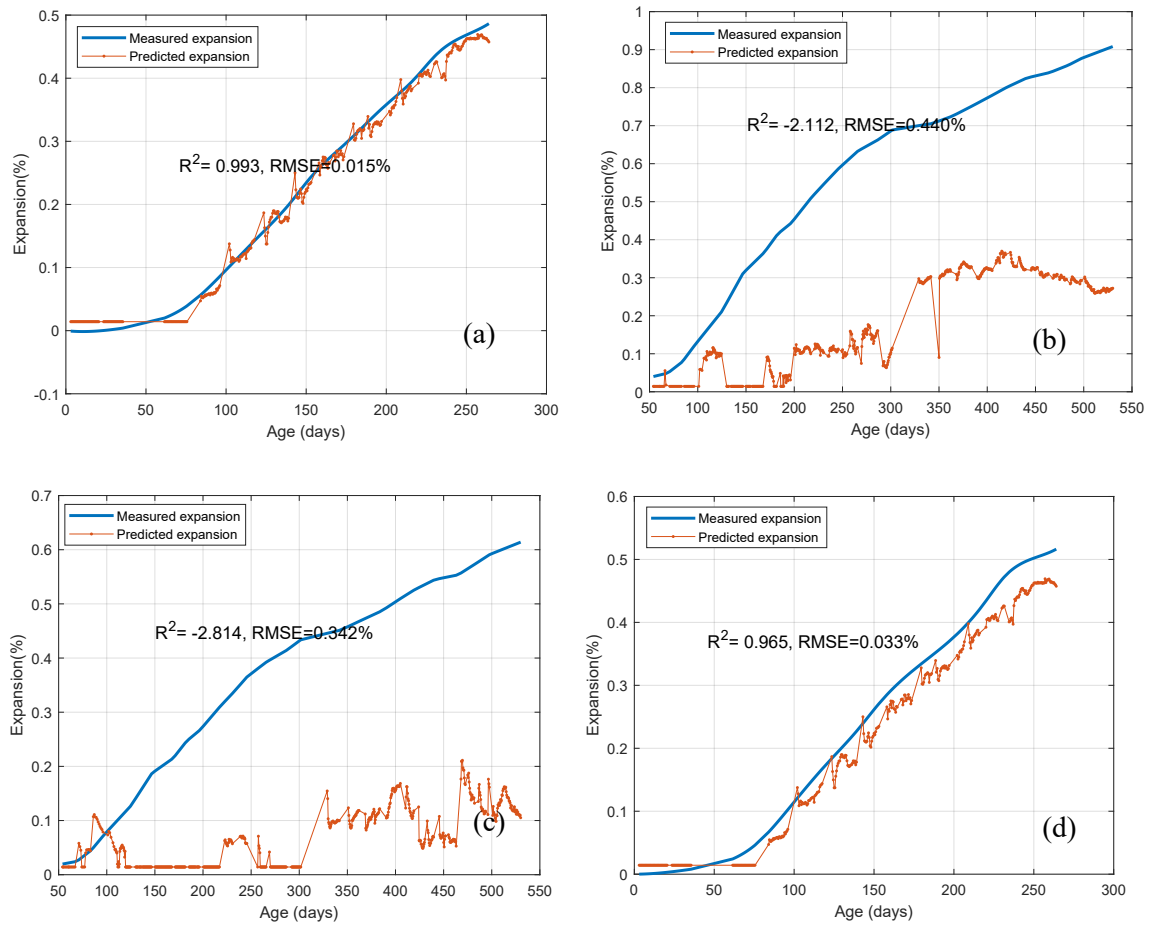 0.5
0.4
0.3
0.2
0.1
0
-0.1
Expansion(%)
Measured expansion
Predicted expansion
R2= 0.993, RMSE=0.015%
(a)
0 50 100 150 200 250 300
Age (days)
1
0.9
0.8
0.7
0.6
0.5
0.4
0.3
0.2
0.1
0
Expansion(%)
Measured expansion
Predicted expansion
R2= -2.112, RMSE=0.440%
(b)
50 100 150 200 250 300 350 400 450 500 550
Age (days)
0.7
0.6
0.5
0.4
0.3
0.2
0.1
0
Expansion(%)
Measured expansion
Predicted expansion
R2= -2.814, RMSE=0.342%
(c)
50 100 150 200 250 300 350 400 450 500 550
Age (days)
0.6
0.5
0.4
0.3
0.2
0.1
0
Expansion(%)
Measured expansion
Predicted expansion
R2= 0.965, RMSE=0.033%
(d)
0 50 100 150 200 250 300
Age (days)